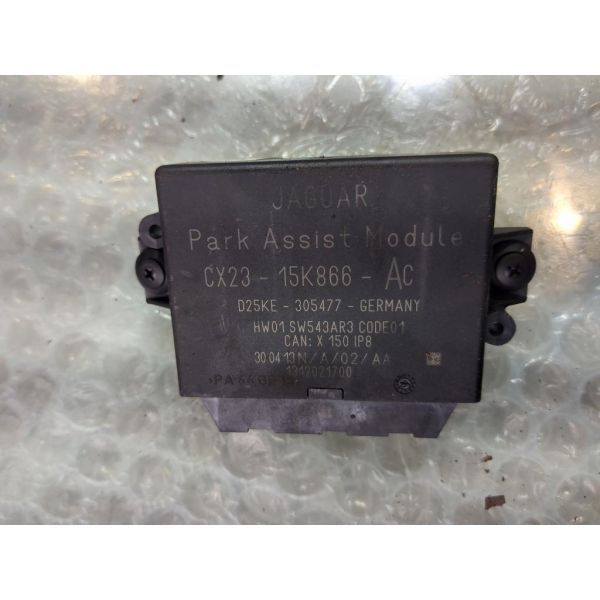 JAGUAR
Park Assist Module
CX23 - 15K866 - AC
D25KE - 305477 - GERMANY
HW01 SW543AR3 CODE01
CAN: X 150 IP8
30.04.13 N/A/02/AA
1312021700